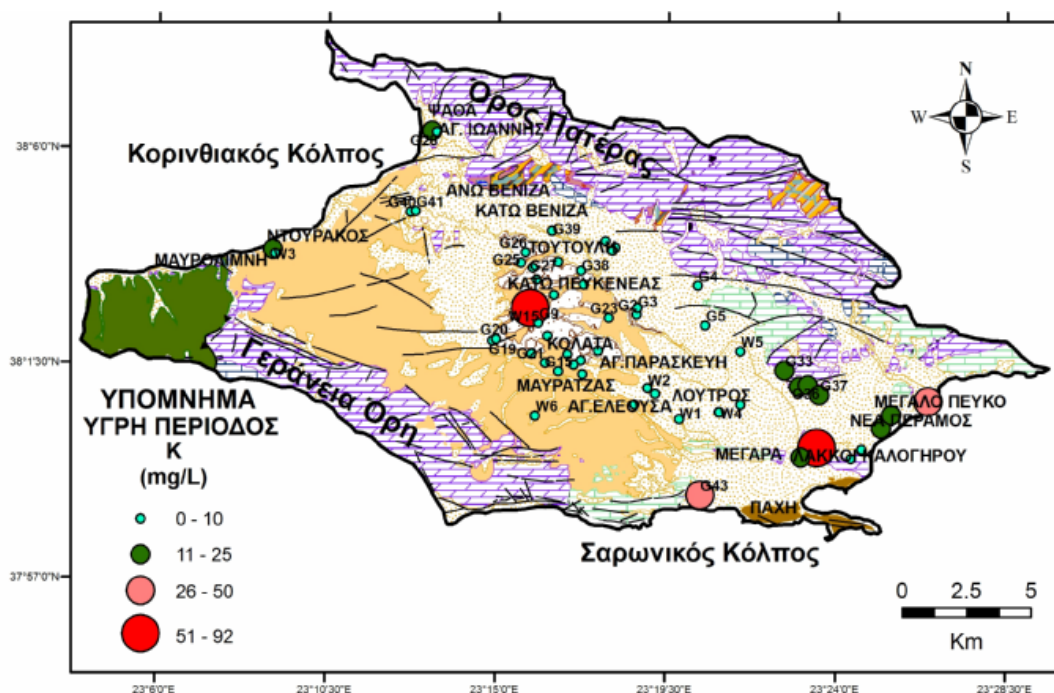 N
W E
S
Όρος Πατέρας
ΨΑΘΑ
ΑΓ. ΙΩΑΝΝΗΣ
G28
38°6'0"N
Κορινθιακός Κόλπος
ΑΝΩ ΒΕΝΙΖΑ
G40 G41
ΚΑΤΩ ΒΕΝΙΖΑ
G39
ΝΤΟΥΡΑΚΟΣ
W3
ΜΑΥΡΟΛΙΜΝΗ
G26
ΤΟΥΤΟΥΛΗ
G25
G27
G38
G4
ΚΑΤΩ ΠΕΥΚΕΝΕΑΣ
G23
G3
W15
G9
G5
G20
G19
ΚΟΛΑΤΑ
W5
38°1'30"N
G15
ΑΓ.ΠΑΡΑΣΚΕΥΗ
G33
ΜΑΥΡΑΤΖΑΣ
W2
G37
Γεράνεια Όρη
W6
ΑΓ.ΕΛΕΟΥΣΑ
ΛΟΥΤΡΟΣ
W1
W4
ΜΕΓΑΛΟ ΠΕΥΚΟ
ΝΕΑ ΠΕΡΑΜΟΣ
ΜΕΓΑΡΑ
ΛΑΚΚΟΙ ΚΑΛΟΓΗΡΟΥ
G43
ΠΑΧΗ
Σαρωνικός Κόλπος
37°57'0"N
ΥΠΟΜΝΗΜΑ
ΥΓΡΗ ΠΕΡΙΟΔΟΣ
K
(mg/L)
0 - 10
11 - 25
26 - 50
51 - 92
0 2.5 5
Km
23°6'0"E 23°10'30"E 23°15'0"E 23°19'30"E 23°24'0"E 23°28'30"E